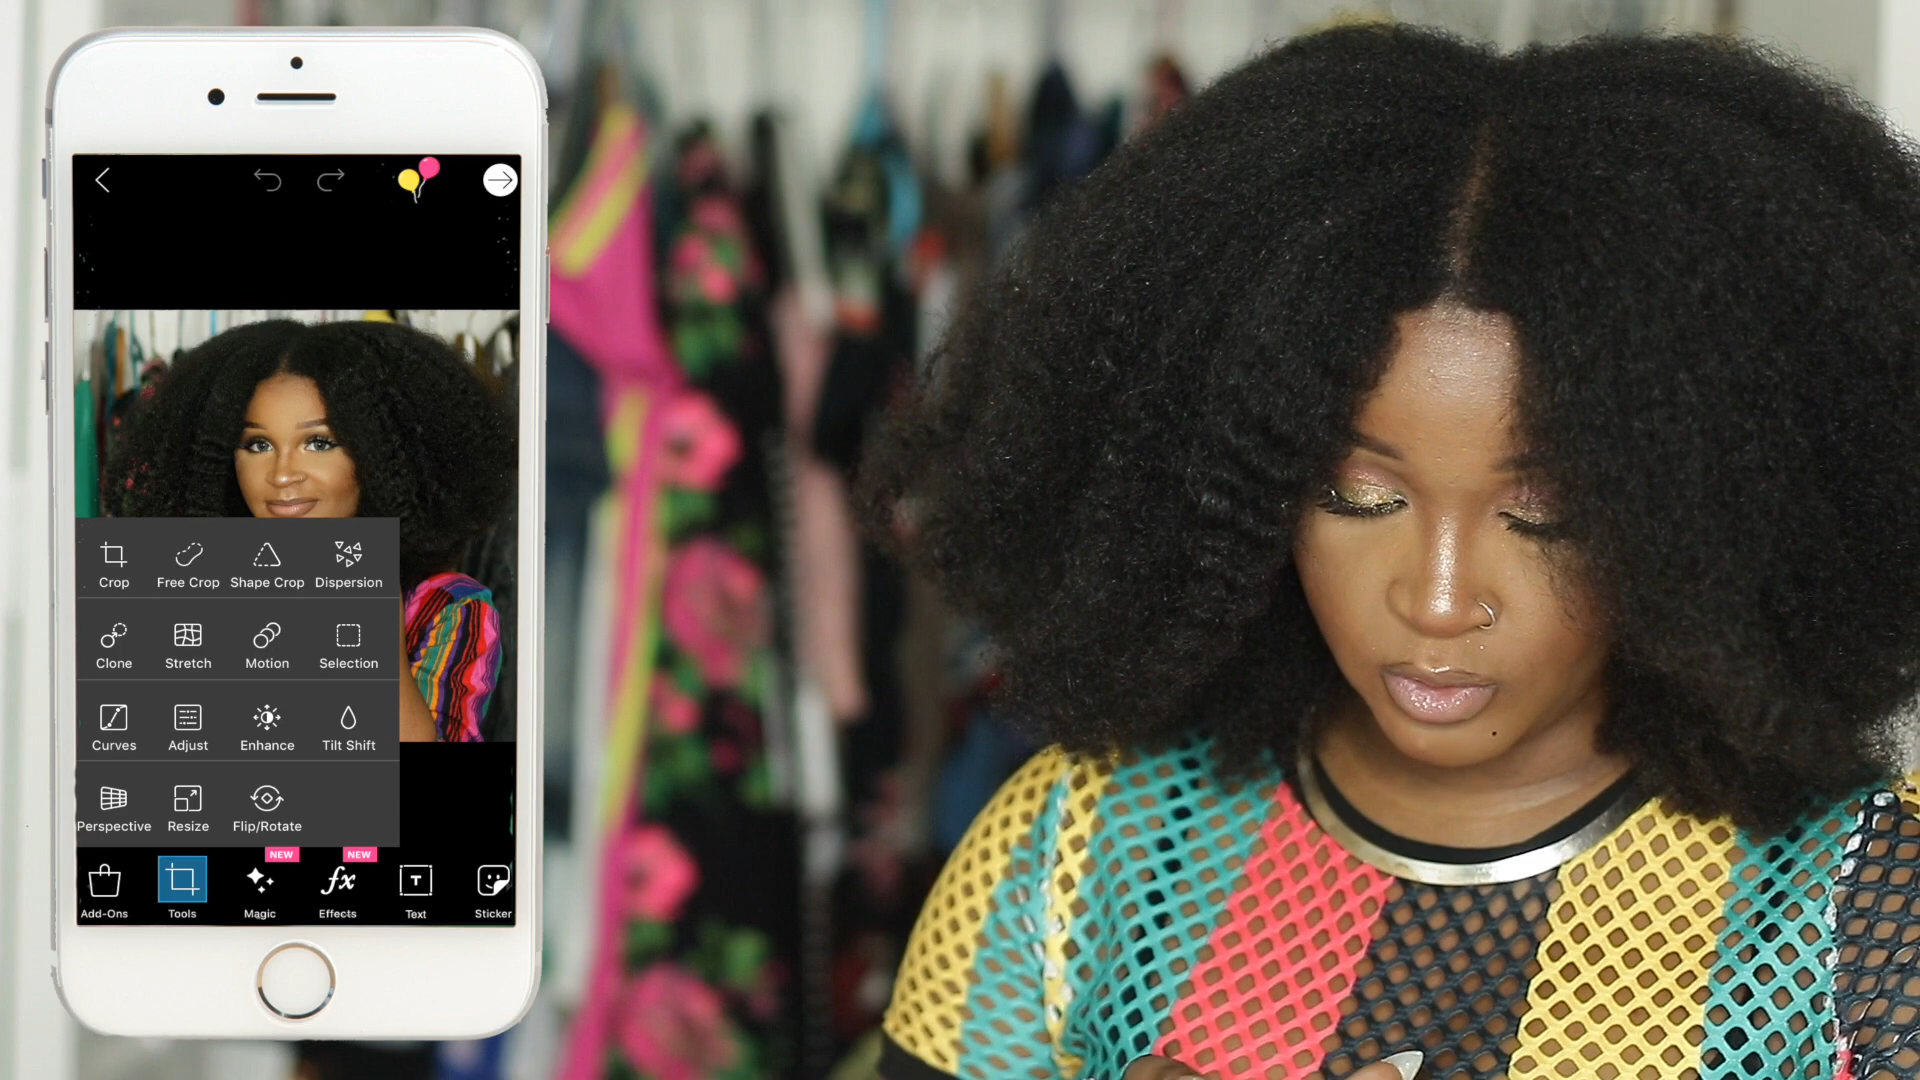 Crop Free Crop Shape Crop Dispersion
Clone Stretch Motion Selection
Curves Adjust Enhance Tilt Shift
Perspective Resize Flip/Rotate
NEW NEW
fx T
Add-Ons Tools Magic Effects Text Sticker